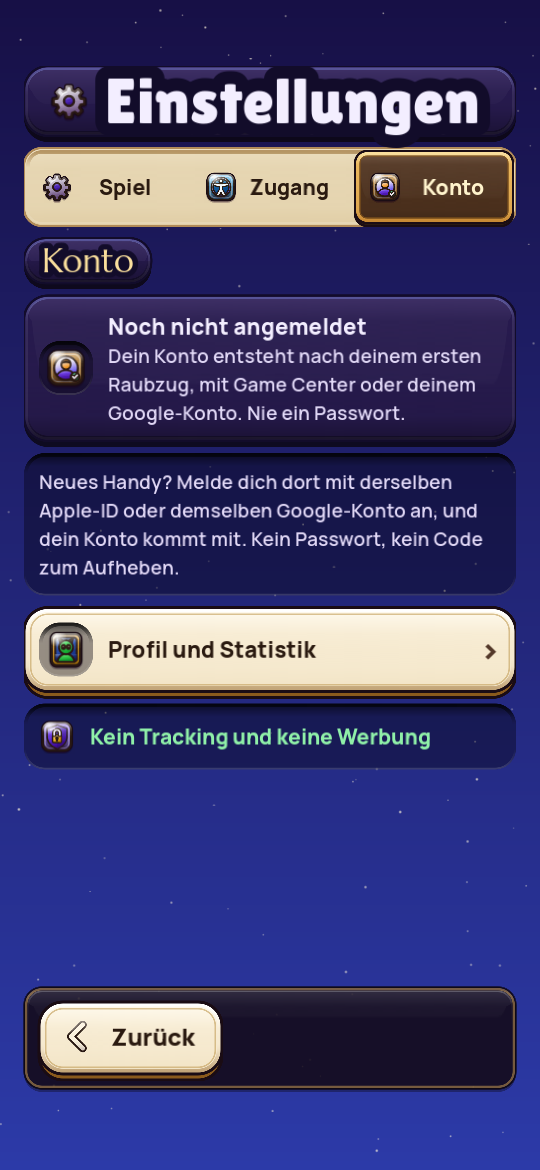 Einstellungen
Spiel
Zugang
Konto
Konto
Noch nicht angemeldet
Dein Konto entsteht nach deinem ersten
Raubzug, mit Game Center oder deinem
Google-Konto. Nie ein Passwort.
Neues Handy? Melde dich dort mit derselben
Apple-ID oder demselben Google-Konto an, und
dein Konto kommt mit. Kein Passwort, kein Code
zum Aufheben.
Profil und Statistik
Kein Tracking und keine Werbung
Zurück